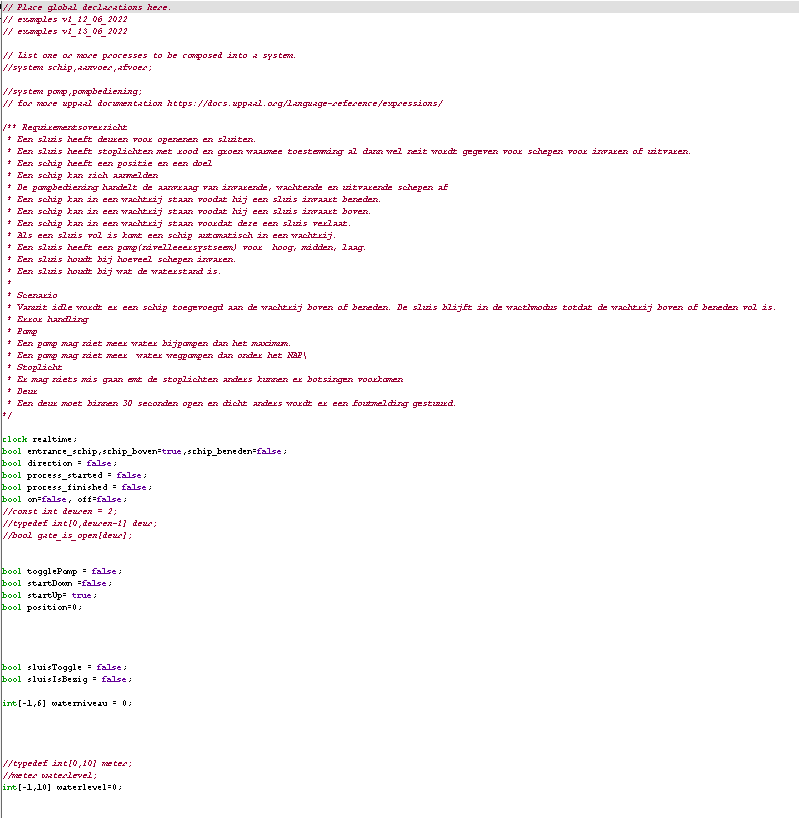 // Place global declarations here.
// examples v1_12_06_2022
// examples v1_13_06_2022
// List one or more processes to be composed into a system.
//system schip,aanvoer,afvoer;
//system pomp,pompbediening;
// for more uppaal documentation https://docs.uppaal.org/language-reference/expressions/
/** Requirementsoverzicht
* Een sluis heeft deuren voor openenen en sluiten.
* Een sluis heeft stoplichten met rood en groen waarmee toestemming al dann wel neit wordt gegeven voor schepen voor invaren of uitvaren.
* Een schip heeft een positie en een doel
* Een schip kan zich aanmelden
* De pompbediening handelt de aanvraag van invarende, wachtende en uitvarende schepen af
* Een schip kan in een wachtrij staan voodat hij een sluis invaart beneden.
* Een schip kan in een wachtrij staan voodat hij een sluis invaart boven.
* Een schip kan in een wachtrij staan voordat deze een sluis verlaat.
* Als een sluis vol is komt een schip automatisch in een wachtrij.
* Een sluis heeft een pomp(nivelleeersystseem) voor  hoog, midden, laag.
* Een sluis houdt bij hoeveel schepen invaren.
* Een sluis houdt bij wat de waterstand is.
*
* Scenario
* Vanuit idle wordt er een schip toegevoegd aan de wachtrij boven of beneden. De sluis blijft in de wacthmodus totdat de wachtrij boven of beneden vol is.
* Error handling
* Pomp
* Een pomp mag niet meer water bijpompen dan het maximum.
* Een pomp mag niet meer  water wegpompen dan onder het NAP\
* Stoplicht
* Er mag niets mis gaan emt de stoplichten anders kunnen er botsingen voorkomen
* Deur
* Een deur moet binnen 30 seconden open en dicht anders wordt er een foutmelding gestuurd.
*/
clock realtime;
bool entrance_schip,schip_boven=true,schip_beneden=false;
bool direction = false;
bool process_started = false;
bool process_finished = false;
bool on=false, off=false;
//const int deuren = 2;
//typedef int[0,deuren-1] deur;
//bool gate_is_open[deur];
bool togglePomp = false;
bool startDown =false;
bool startUp= true;
bool position=0;
bool sluisToggle = false;
bool sluisIsBezig = false;
int[-1,6] waterniveau = 0;
//typedef int[0,10] meter;
//meter waterlevel;
int[-1,10] waterlevel=0;